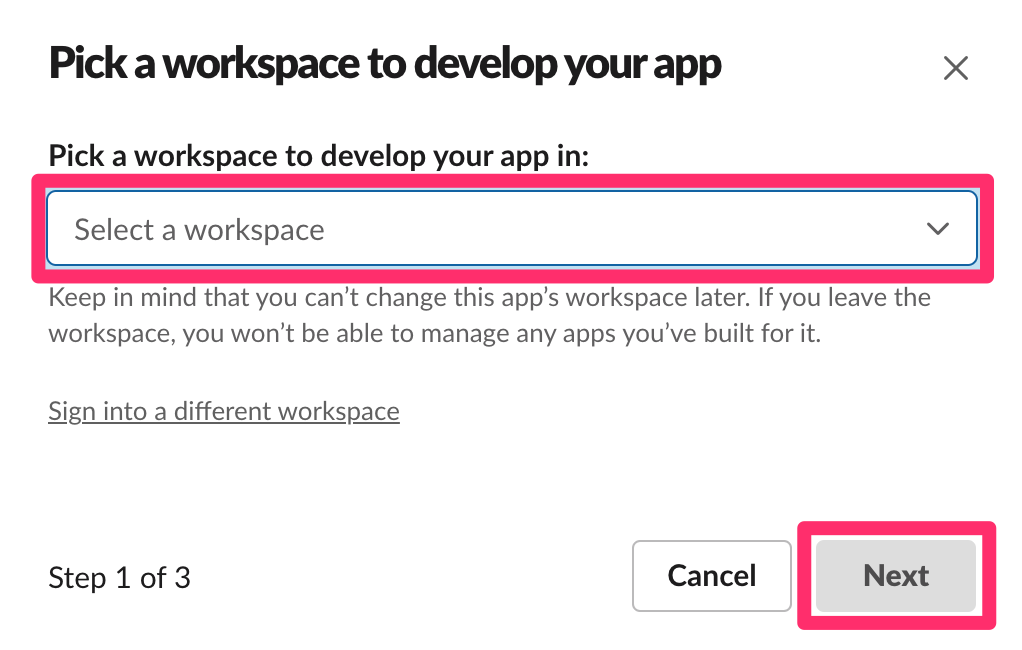 Pick a workspace to develop your app
Pick a workspace to develop your app in:
Select a workspace
Keep in mind that you can’t change this app’s workspace later. If you leave the
workspace, you won’t be able to manage any apps you’ve built for it.
Sign into a different workspace
Step 1 of 3
Cancel
Next